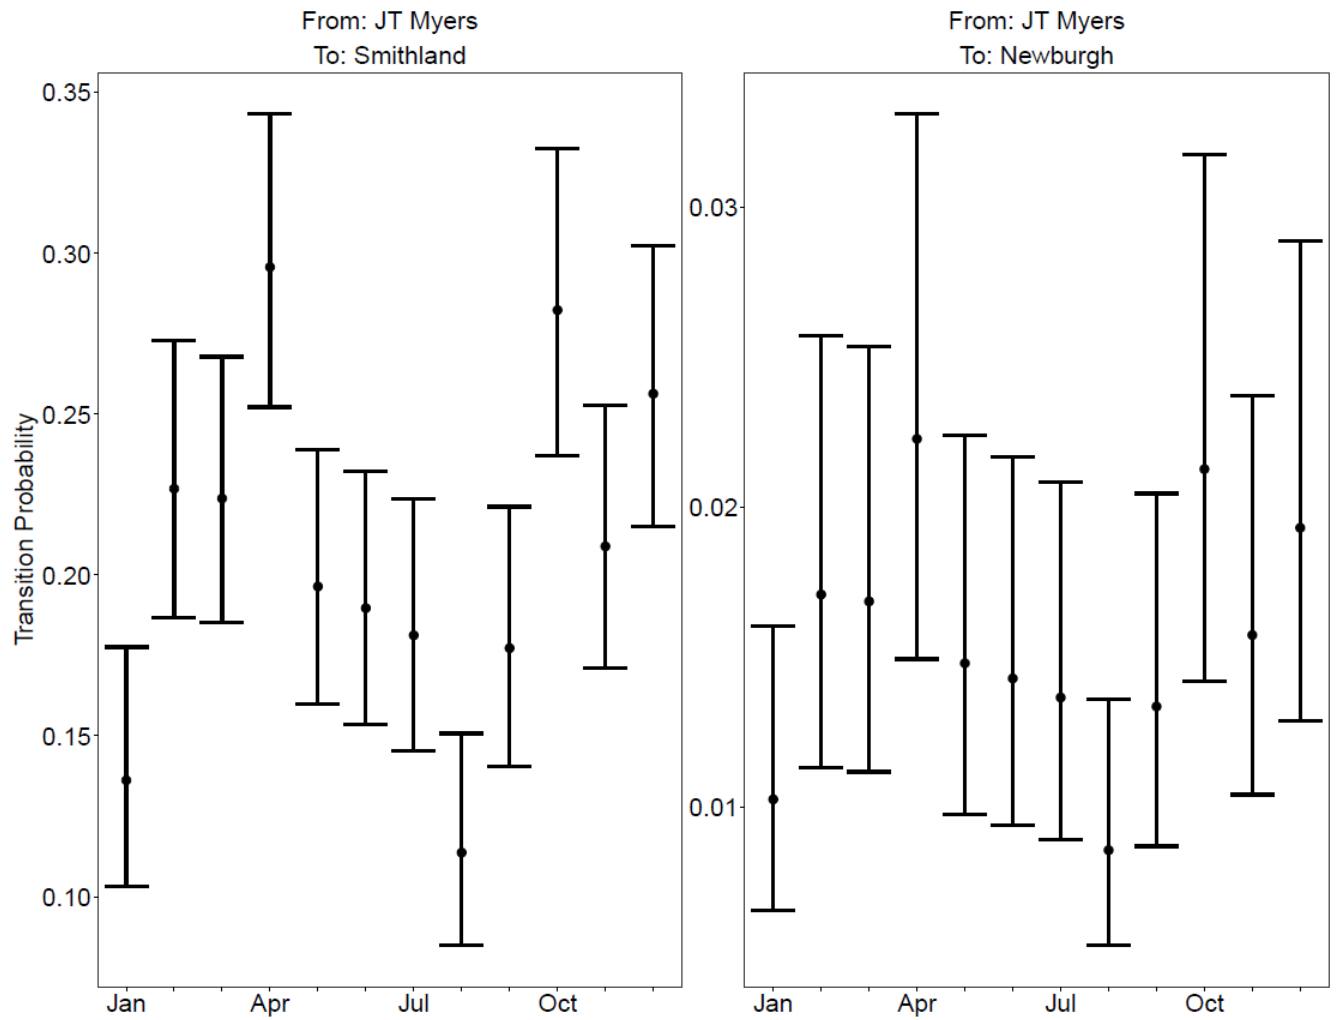 From: JT Myers
To: Smithland
From: JT Myers
To: Newburgh
Transition Probability
0.35
0.30
0.25
0.20
0.15
0.10
0.03
0.02
0.01
Jan Apr Jul Oct
Jan Apr Jul Oct